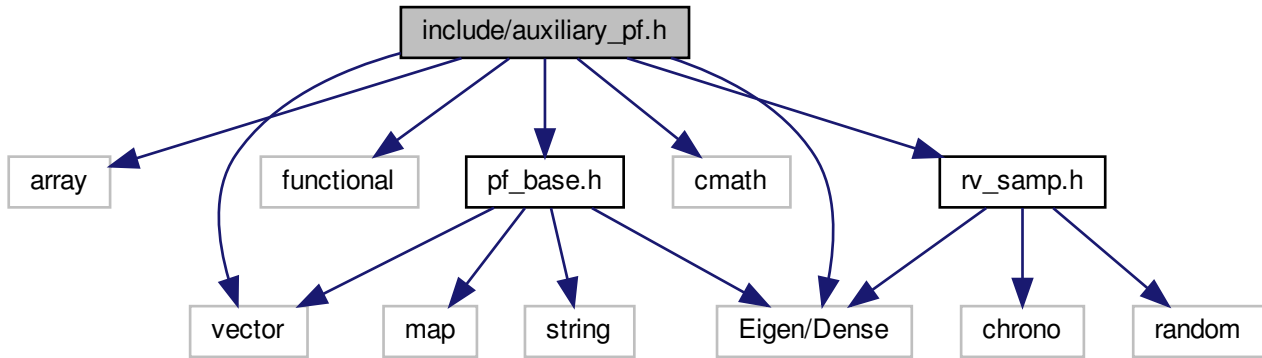 include/auxiliary_pf.h
array
functional
pf_base.h
cmath
rv_samp.h
vector
map
string
Eigen/Dense
chrono
random